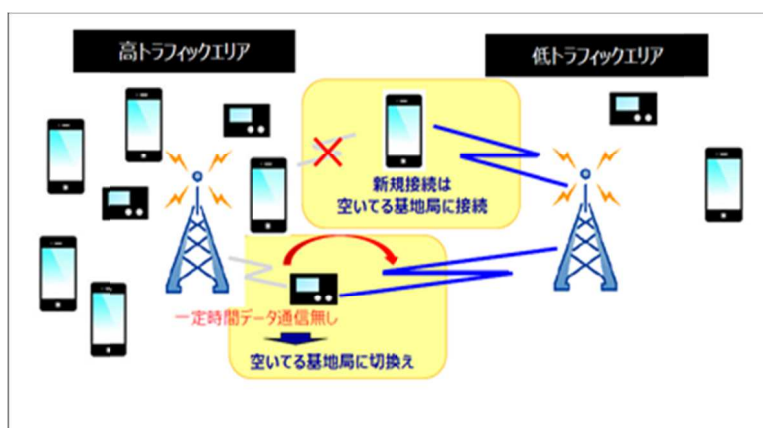 高トラフィックエリア
低トラフィックエリア
新規接続は
空いてる基地局に接続
一定時間データ通信無し
空いてる基地局に切換え